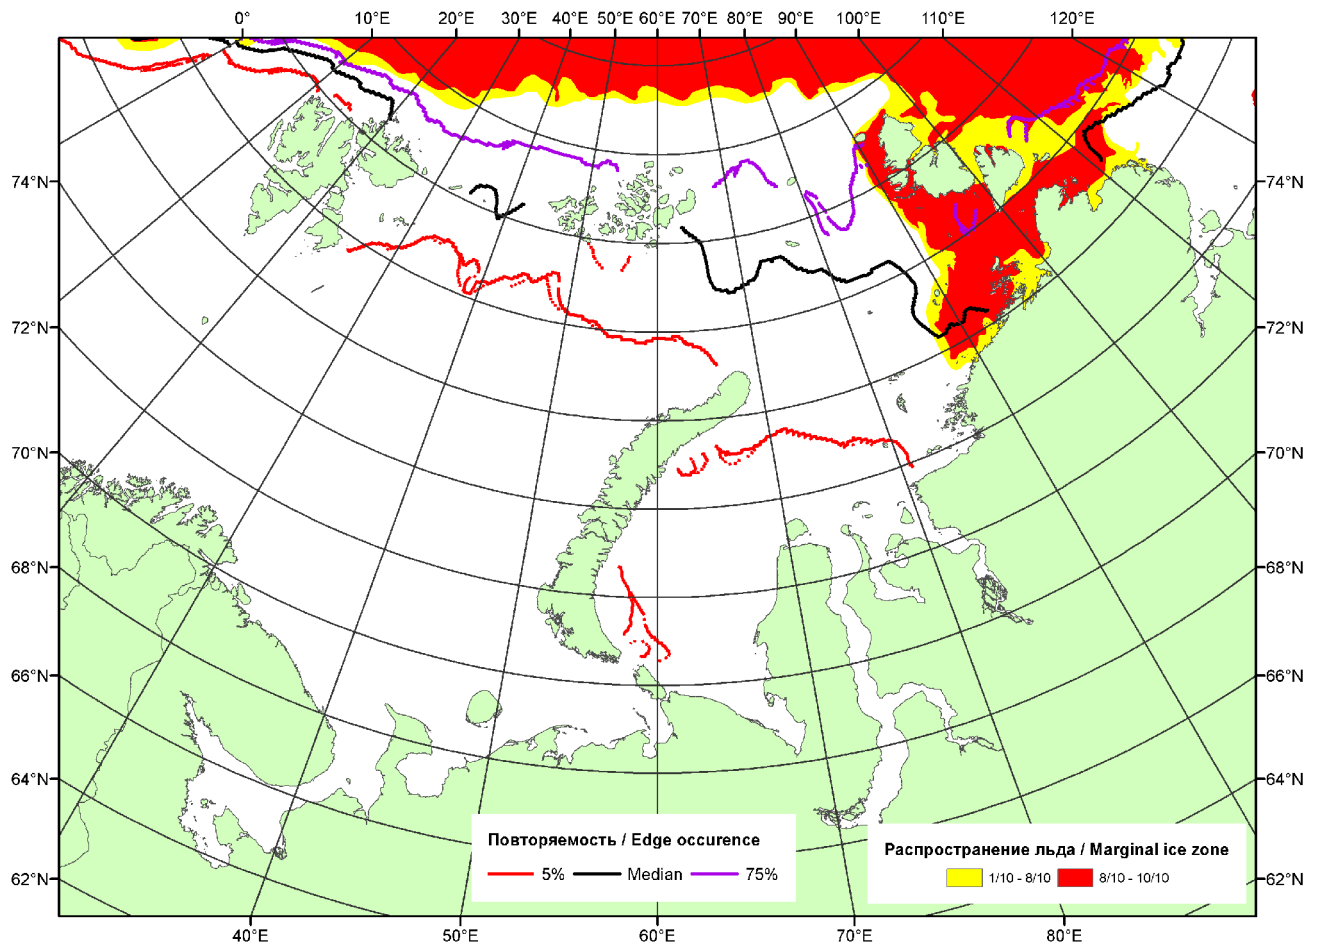 0° 10°E 20°E 30°E 40°E 50°E 60°E 70°E 80°E 90°E 100°E 110°E 120°E
74°N 74°N
72°N 72°N
70°N 70°N
68°N 68°N
66°N 66°N
64°N 64°N
62°N 62°N
Повторяемость / Edge occurence
5% Median 75%
Распространение льда / Marginal ice zone
1/10 - 8/10 8/10 - 10/10
40°E 50°E 60°E 70°E 80°E